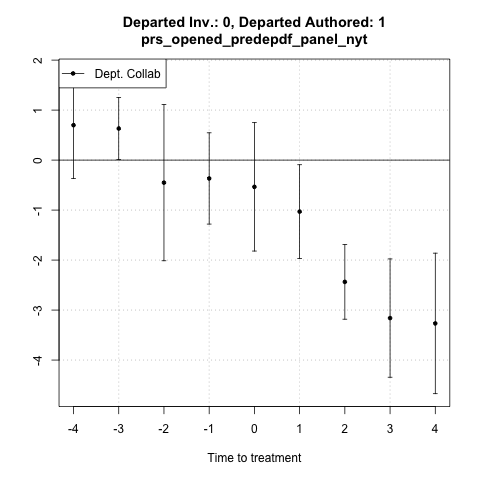 Departed Inv.: 0, Departed Authored: 1
prs_opened_predepdf_panel_nyt
Dept. Collab
2
1
0
-1
-2
-3
-4
-4 -3 -2 -1 0 1 2 3 4
Time to treatment